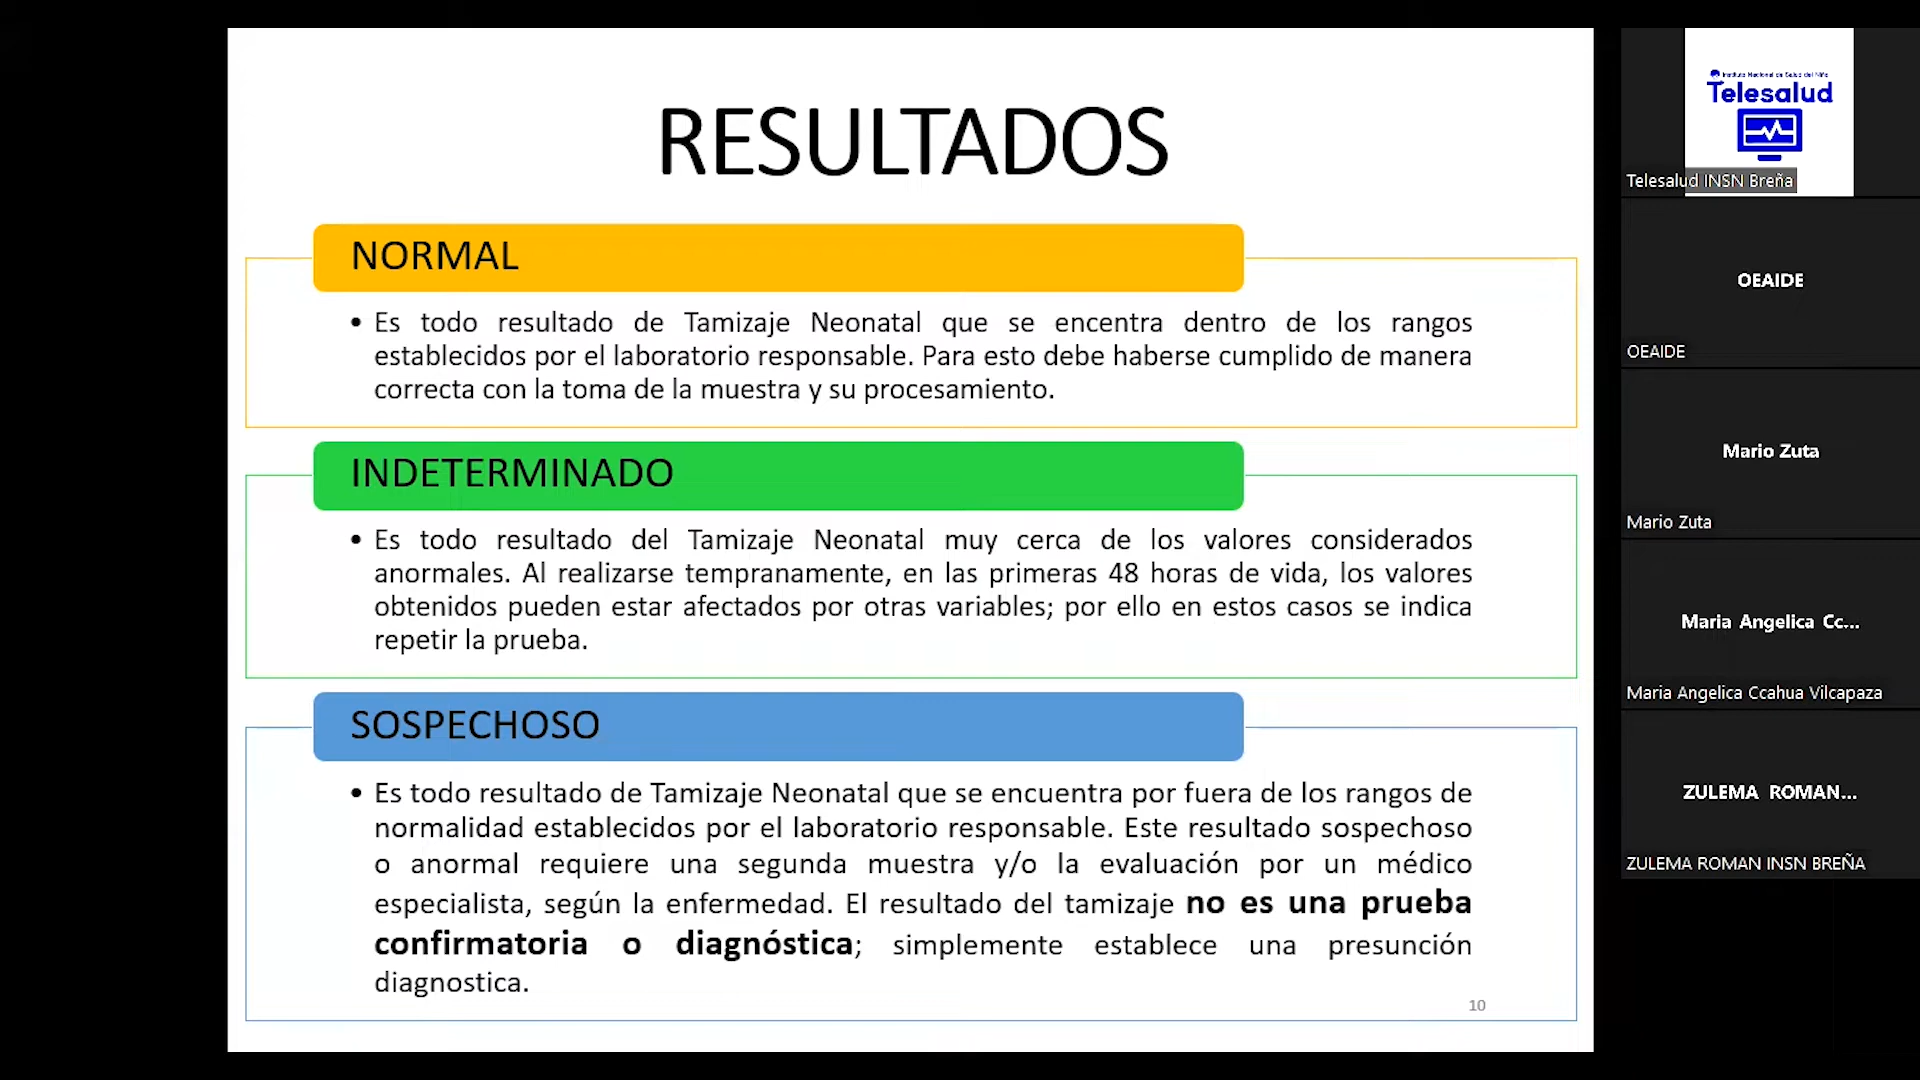 RESULTADOS
NORMAL
• Es todo resultado de Tamizaje Neonatal que se encentra dentro de los rangos
establecidos por el laboratorio responsable. Para esto debe haberse cumplido de manera
correcta con la toma de la muestra y su procesamiento.
INDETERMINADO
• Es todo resultado del Tamizaje Neonatal muy cerca de los valores considerados
anormales. Al realizarse tempranamente, en las primeras 48 horas de vida, los valores
obtenidos pueden estar afectados por otras variables; por ello en estos casos se indica
repetir la prueba.
SOSPECHOSO
• Es todo resultado de Tamizaje Neonatal que se encuentra por fuera de los rangos de
normalidad establecidos por el laboratorio responsable. Este resultado sospechoso
o anormal requiere una segunda muestra y/o la evaluación por un médico
especialista, según la enfermedad. El resultado del tamizaje no es una prueba
confirmatoria o diagnóstica; simplemente establece una presunción
diagnostica.
10
Instituto Nacional de Salud del Niño
Telesalud
Telesalud INSN Breña
OEAIDE
OEAIDE
Mario Zuta
Mario Zuta
Maria Angelica Cc...
Maria Angelica Ccahua Vilcapaza
ZULEMA ROMAN...
ZULEMA ROMAN INSN BREÑA